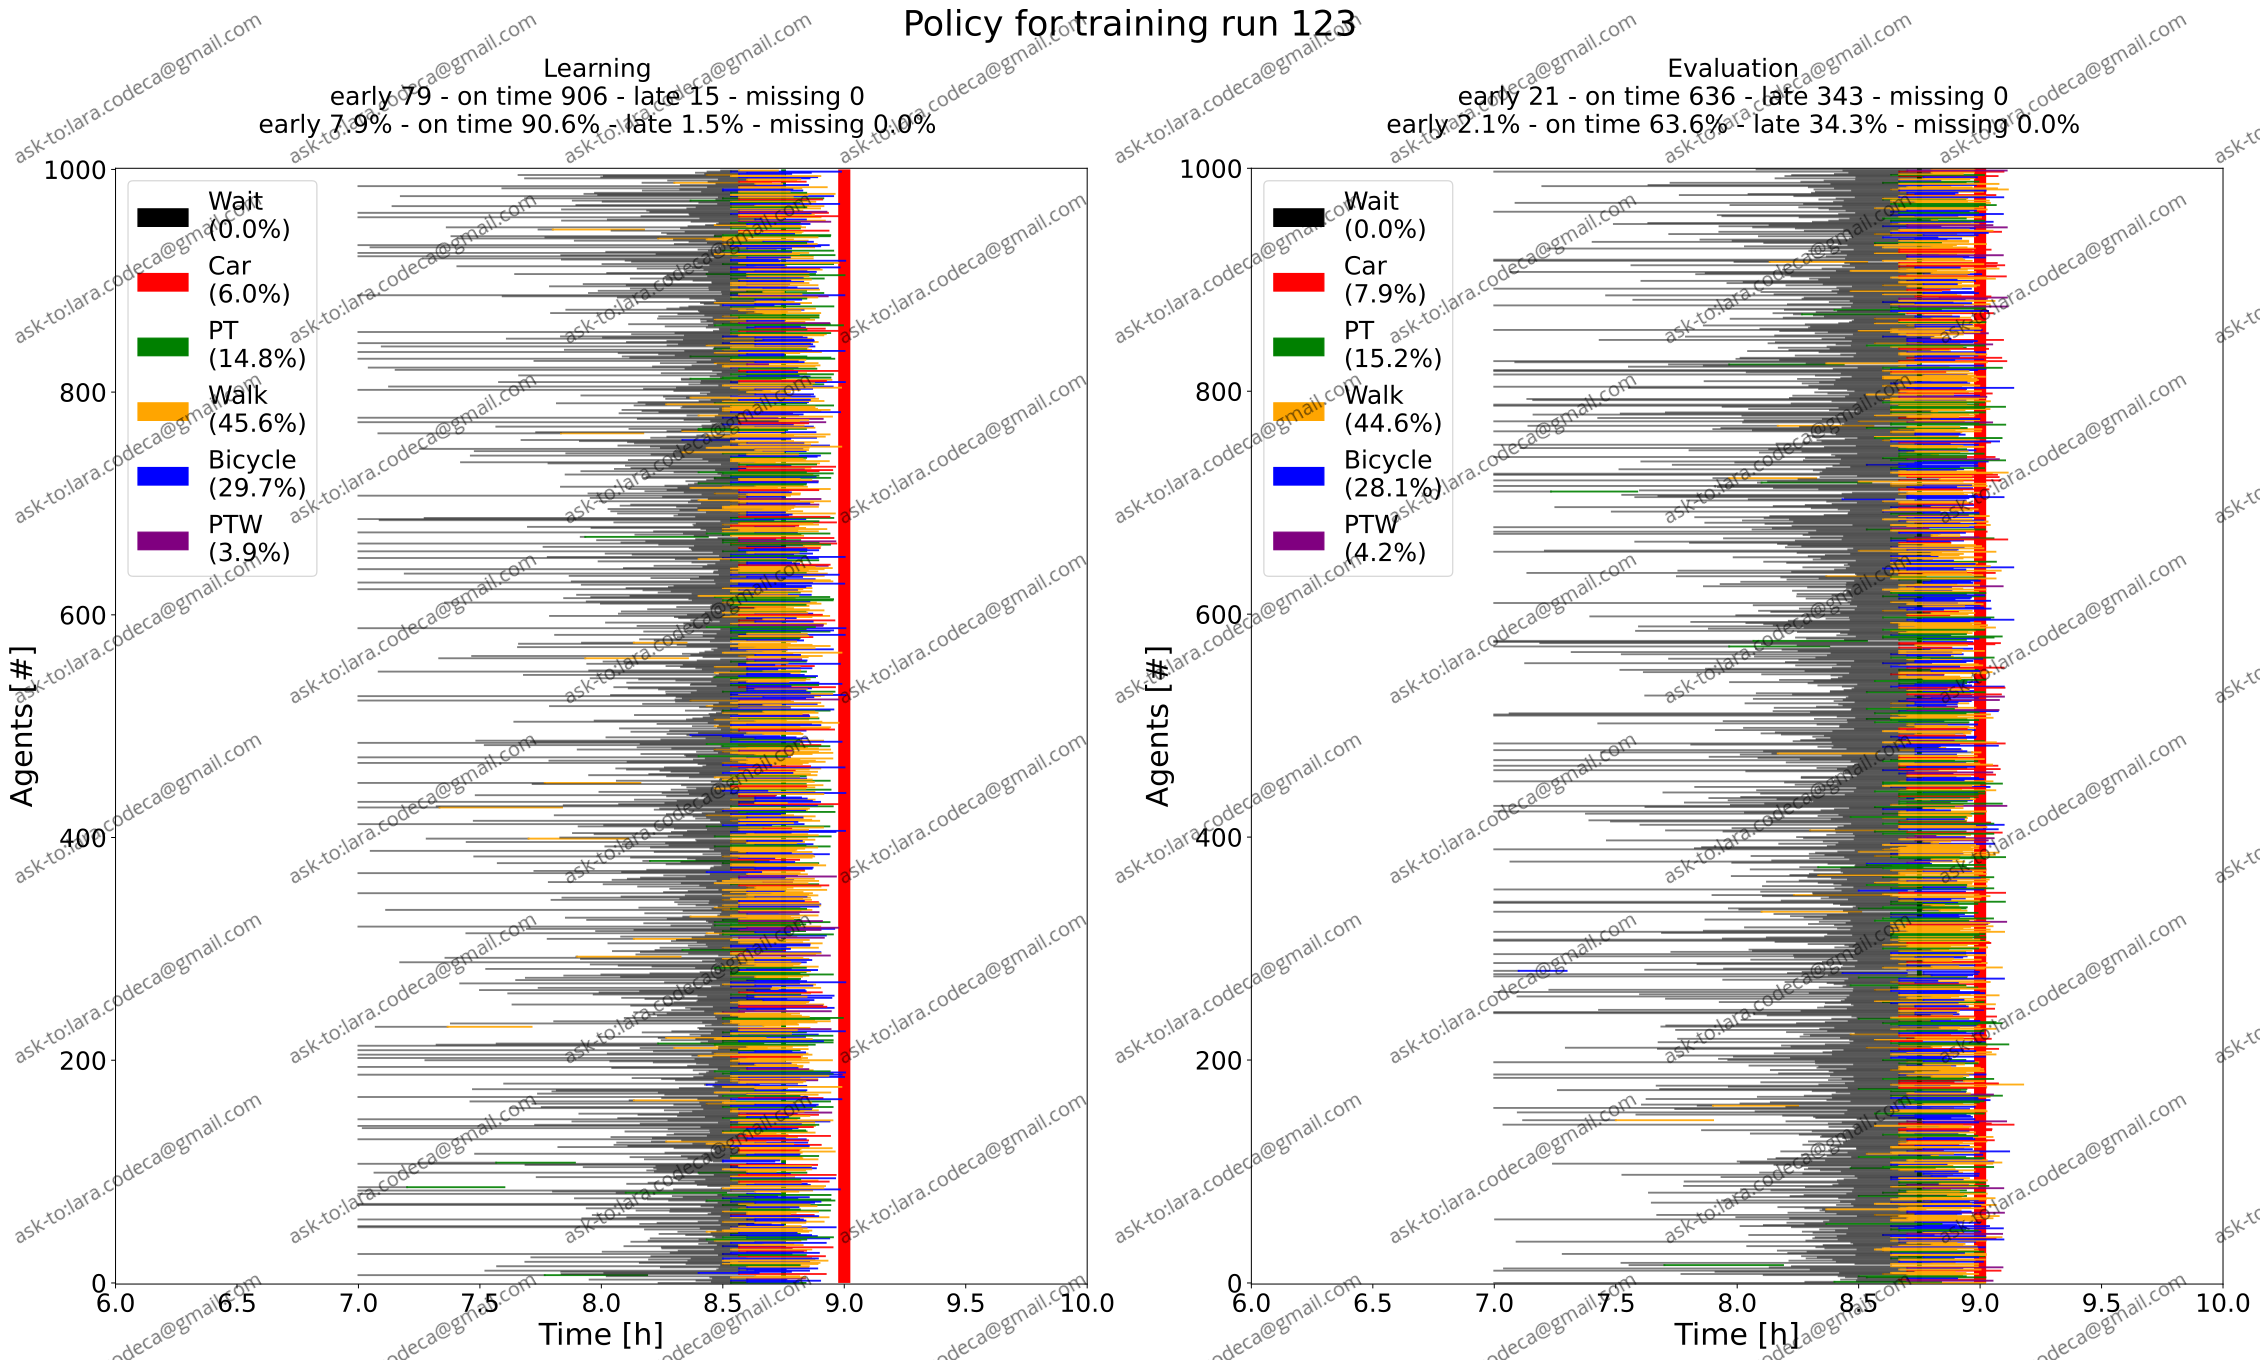 Policy for training run 123
Learning
early 79 - on time 906 - late 15 - missing 0
early 7.9% - on time 90.6% - late 1.5% - missing 0.0%
1000
800
600
400
200
0
Agents [#]
Wait
(0.0%)
Car
(6.0%)
PT
(14.8%)
Walk
(45.6%)
Bicycle
(29.7%)
PTW
(3.9%)
6.0 6.5 7.0 7.5 8.0 8.5 9.0 9.5 10.0
Time [h]
Evaluation
early 21 - on time 636 - late 343 - missing 0
early 2.1% - on time 63.6% - late 34.3% - missing 0.0%
1000
800
600
400
200
0
Agents [#]
Wait
(0.0%)
Car
(7.9%)
PT
(15.2%)
Walk
(44.6%)
Bicycle
(28.1%)
PTW
(4.2%)
6.0 6.5 7.0 7.5 8.0 8.5 9.0 9.5 10.0
Time [h]
ask-to:lara.codeca@gmail.com